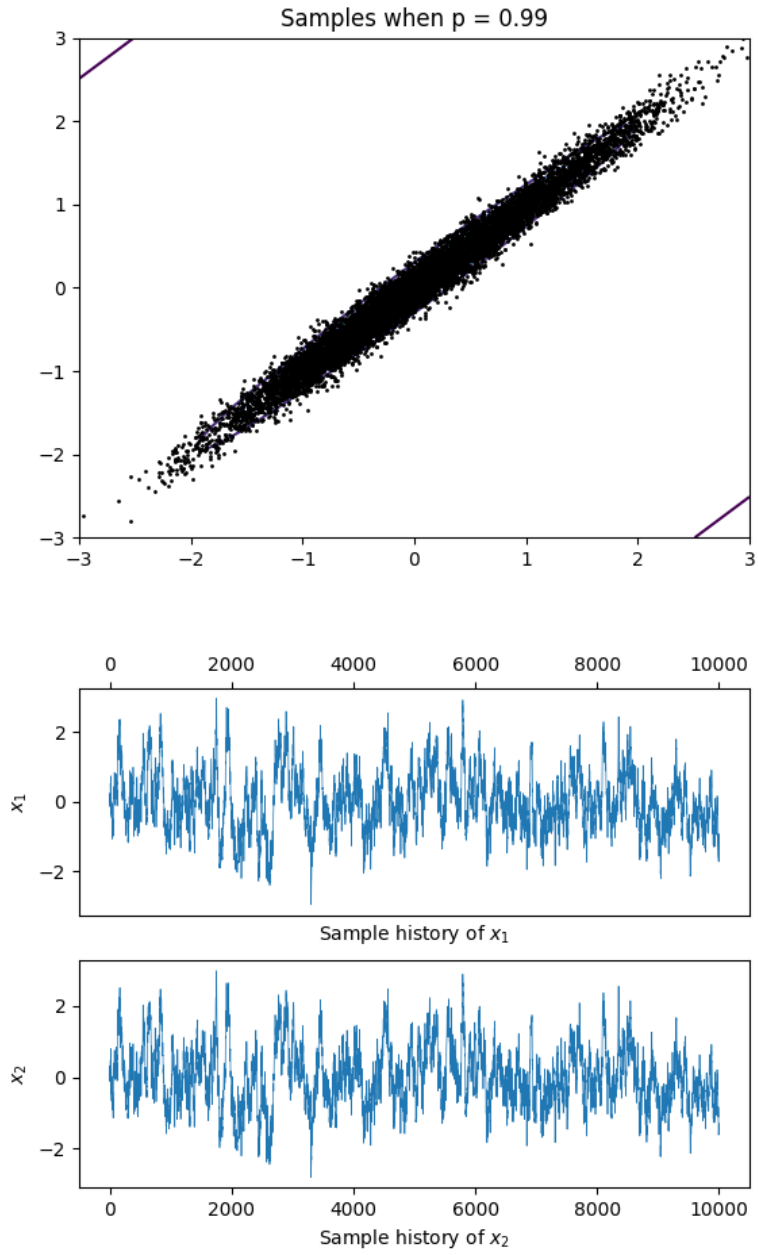 Samples when p = 0.99
3
2
1
0
−1
−2
−3
−3 −2 −1 0 1 2 3
0 2000 4000 6000 8000 10000
2
0
−2
x₁
Sample history of x₁
2
0
−2
x₂
0 2000 4000 6000 8000 10000
Sample history of x₂